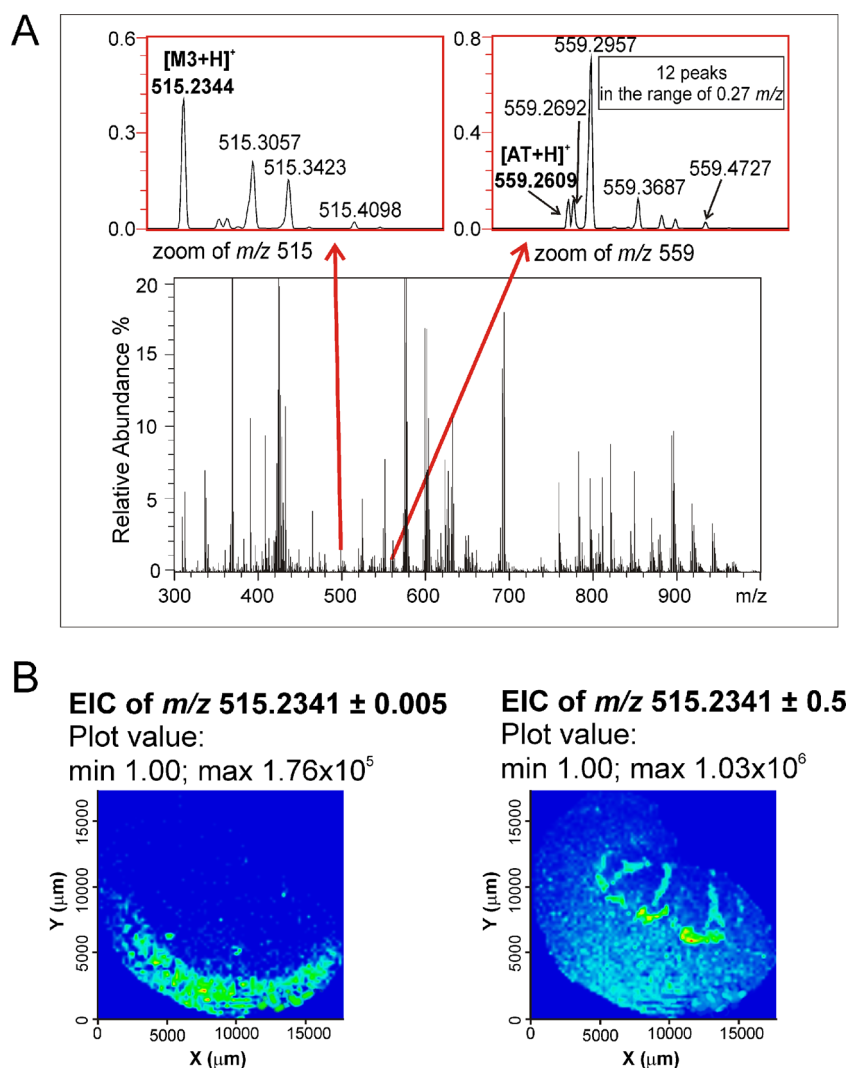 A
0.6
0.3
0.0
[M3+H]⁺
515.2344
515.3057
515.3423
515.4098
zoom of m/z 515
0.8
0.4
0.0
559.2957
12 peaks
in the range of 0.27 m/z
559.2692
[AT+H]⁺
559.2609
559.3687
559.4727
zoom of m/z 559
Relative Abundance %
20
15
10
5
0
300 400 500 600 700 800 900 m/z
B
EIC of m/z 515.2341 ± 0.005
Plot value:
min 1.00; max 1.76x10⁵
Y (µm)
15000
10000
5000
0
0 5000 10000 15000
X (µm)
EIC of m/z 515.2341 ± 0.5
Plot value:
min 1.00; max 1.03x10⁶
Y (µm)
15000
10000
5000
0
0 5000 10000 15000
X (µm)